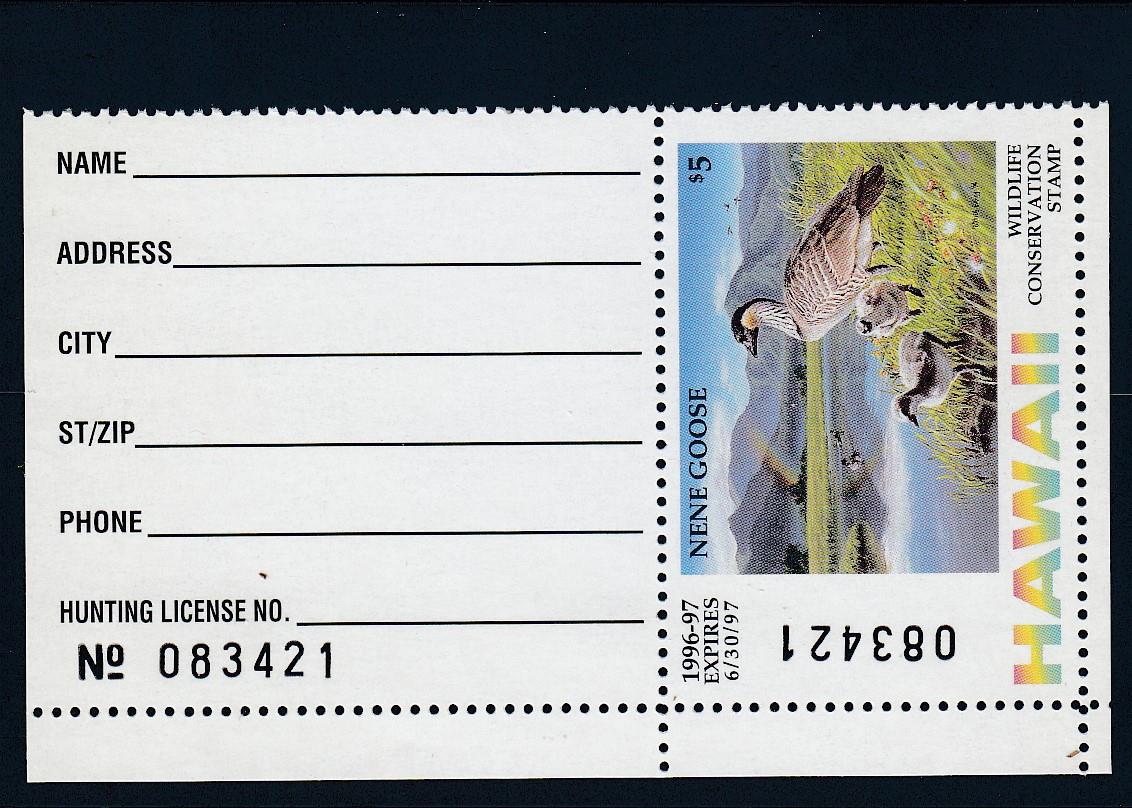 NAME
ADDRESS
CITY
ST/ZIP
PHONE
HUNTING LICENSE NO.
Nº 083421
$5
NENE GOOSE
1996-97
EXPIRES
6/30/97
083421
HAWAII
WILDLIFE
CONSERVATION
STAMP